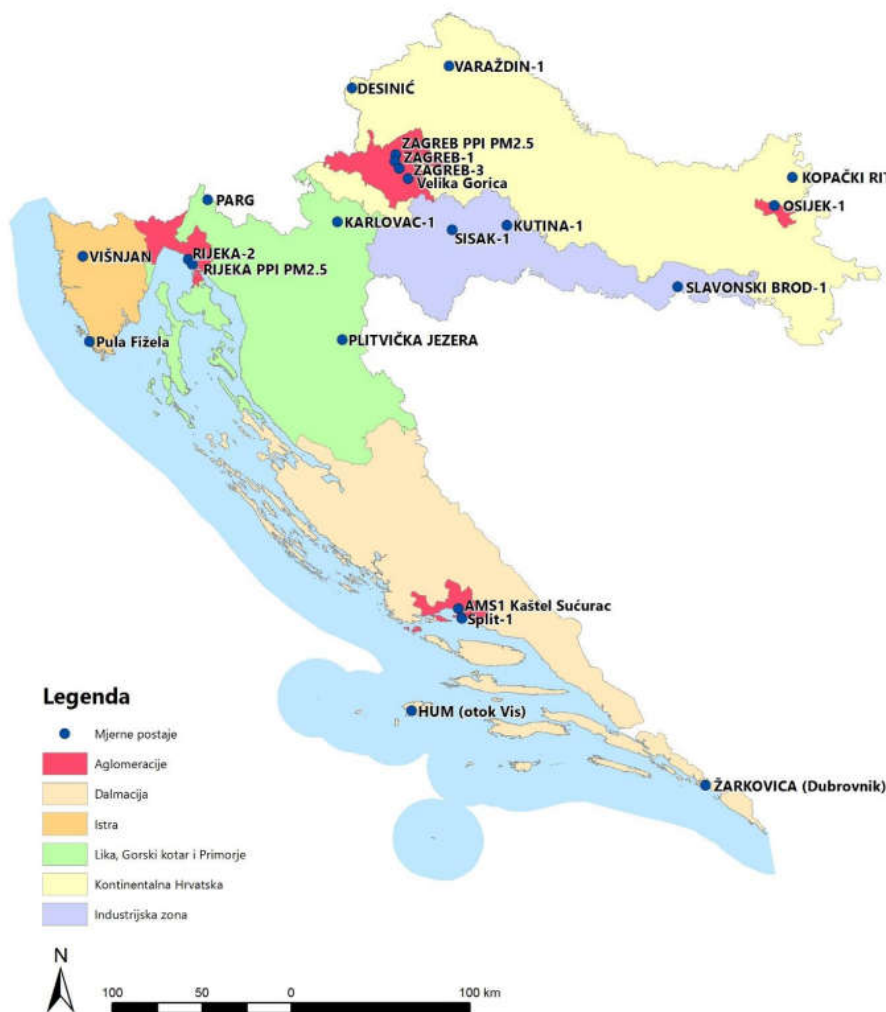 VARAŽDIN-1
DESINIĆ
ZAGREB PPI PM2.5
ZAGREB-1
ZAGREB-3
Velika Gorica
KOPAČKI RIT
OSIJEK-1
PARG
KARLOVAC-1
KUTINA-1
SISAK-1
VIŠNJAN
RIJEKA-2
RIJEKA PPI PM2.5
SLAVONSKI BROD-1
Pula Fižela
PLITVIČKA JEZERA
AMS1 Kaštel Sućurac
Split-1
HUM (otok Vis)
ŽARKOVICA (Dubrovnik)
Legenda
Mjerne postaje
Aglomeracije
Dalmacija
Istra
Lika, Gorski kotar i Primorje
Kontinentalna Hrvatska
Industrijska zona
N
100 50 0 100 km